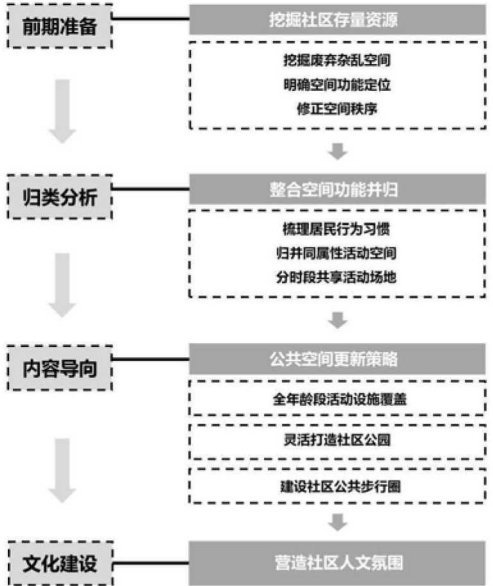 前期准备
挖掘社区存量资源
挖掘废弃杂乱空间
明确空间功能定位
修正空间秩序
归类分析
整合空间功能并归
梳理居民行为习惯
归并同属性活动空间
分时段共享活动场地
内容导向
公共空间更新策略
全年龄段活动设施覆盖
灵活打造社区公园
建设社区公共步行圈
文化建设
营造社区人文氛围